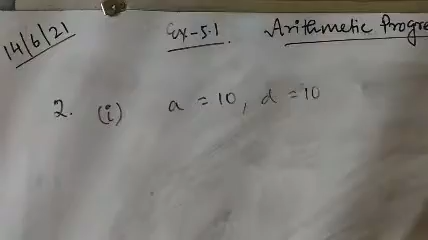 14/6/21
Ex-5.1
Arithmetic Progre
2. (i) a = 10, d = 10